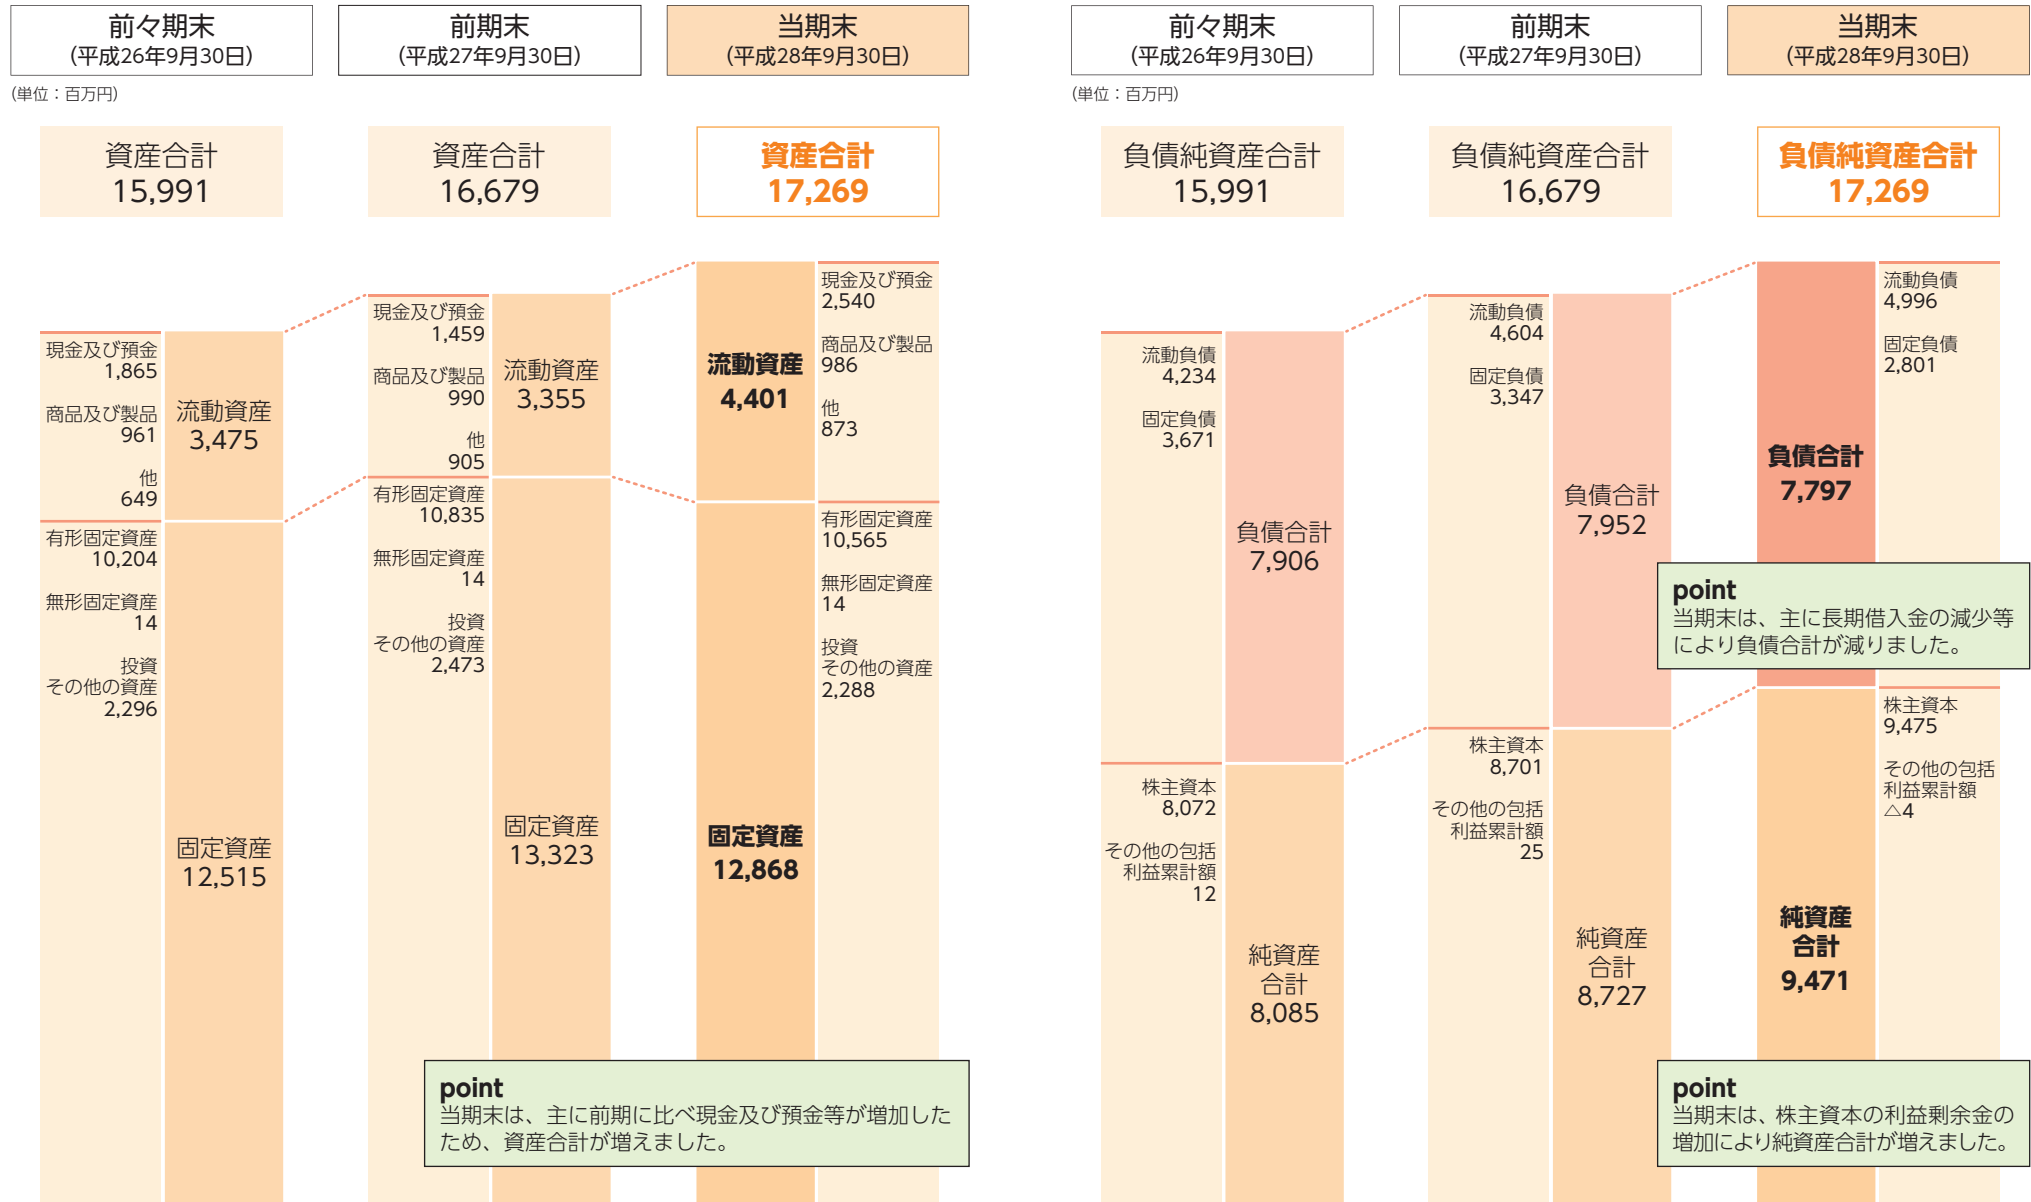 前々期末
(平成26年9月30日)
前期末
(平成27年9月30日)
当期末
(平成28年9月30日)
(単位：百万円)
資産合計
15,991
資産合計
16,679
資産合計
17,269
現金及び預金
1,865
商品及び製品
961
他
649
流動資産
3,475
有形固定資産
10,204
無形固定資産
14
投資
その他の資産
2,296
固定資産
12,515
現金及び預金
1,459
商品及び製品
990
他
905
流動資産
3,355
有形固定資産
10,835
無形固定資産
14
投資
その他の資産
2,473
固定資産
13,323
流動資産
4,401
現金及び預金
2,540
商品及び製品
986
他
873
固定資産
12,868
有形固定資産
10,565
無形固定資産
14
投資
その他の資産
2,288
point
当期末は、主に前期に比べ現金及び預金等が増加した
ため、資産合計が増えました。
前々期末
(平成26年9月30日)
前期末
(平成27年9月30日)
当期末
(平成28年9月30日)
(単位：百万円)
負債純資産合計
15,991
負債純資産合計
16,679
負債純資産合計
17,269
流動負債
4,234
固定負債
3,671
負債合計
7,906
株主資本
8,072
その他の包括
利益累計額
12
純資産
合計
8,085
流動負債
4,604
固定負債
3,347
負債合計
7,952
株主資本
8,701
その他の包括
利益累計額
25
純資産
合計
8,727
負債合計
7,797
流動負債
4,996
固定負債
2,801
point
当期末は、主に長期借入金の減少等
により負債合計が減りました。
純資産
合計
9,471
株主資本
9,475
その他の包括
利益累計額
△4
point
当期末は、株主資本の利益剰余金の
増加により純資産合計が増えました。